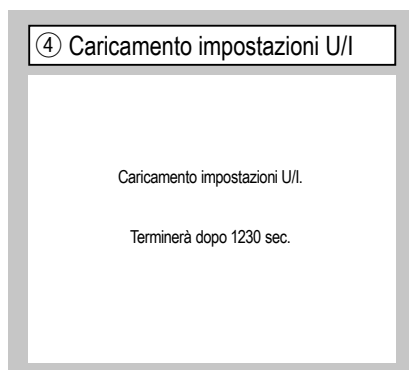 ④ Caricamento impostazioni U/I
Caricamento impostazioni U/I.
Terminerà dopo 1230 sec.